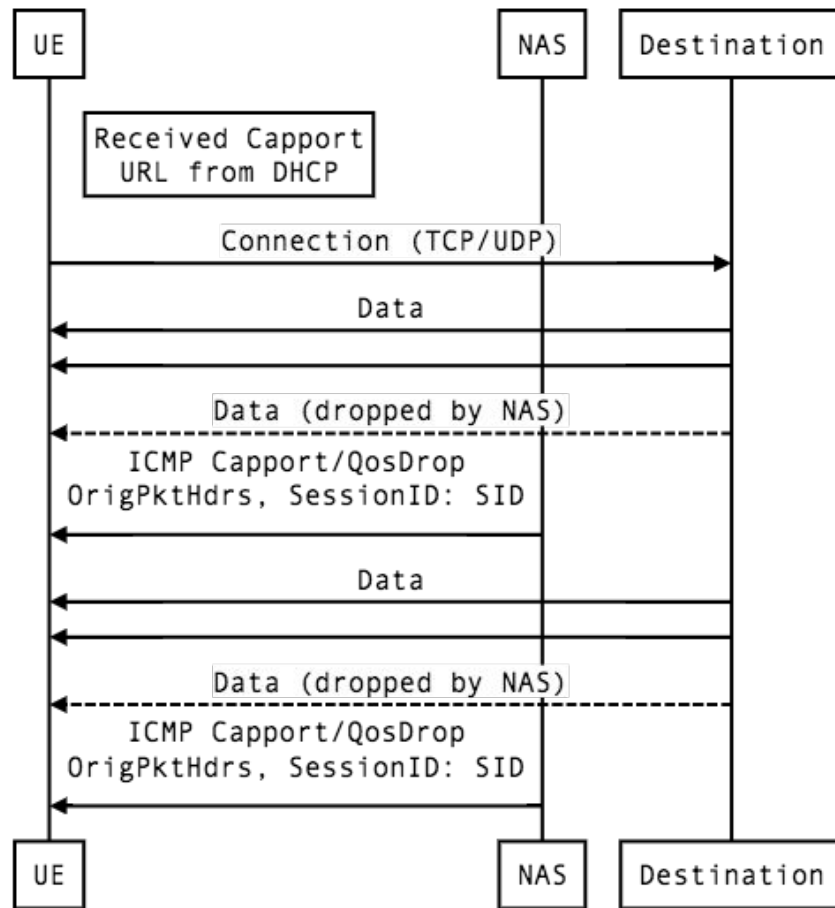 UE
NAS
Destination
Received Capport
URL from DHCP
Connection (TCP/UDP)
Data
Data (dropped by NAS)
ICMP Capport/QosDrop
OrigPktHdrs, SessionID: SID
Data
Data (dropped by NAS)
ICMP Capport/QosDrop
OrigPktHdrs, SessionID: SID
UE
NAS
Destination